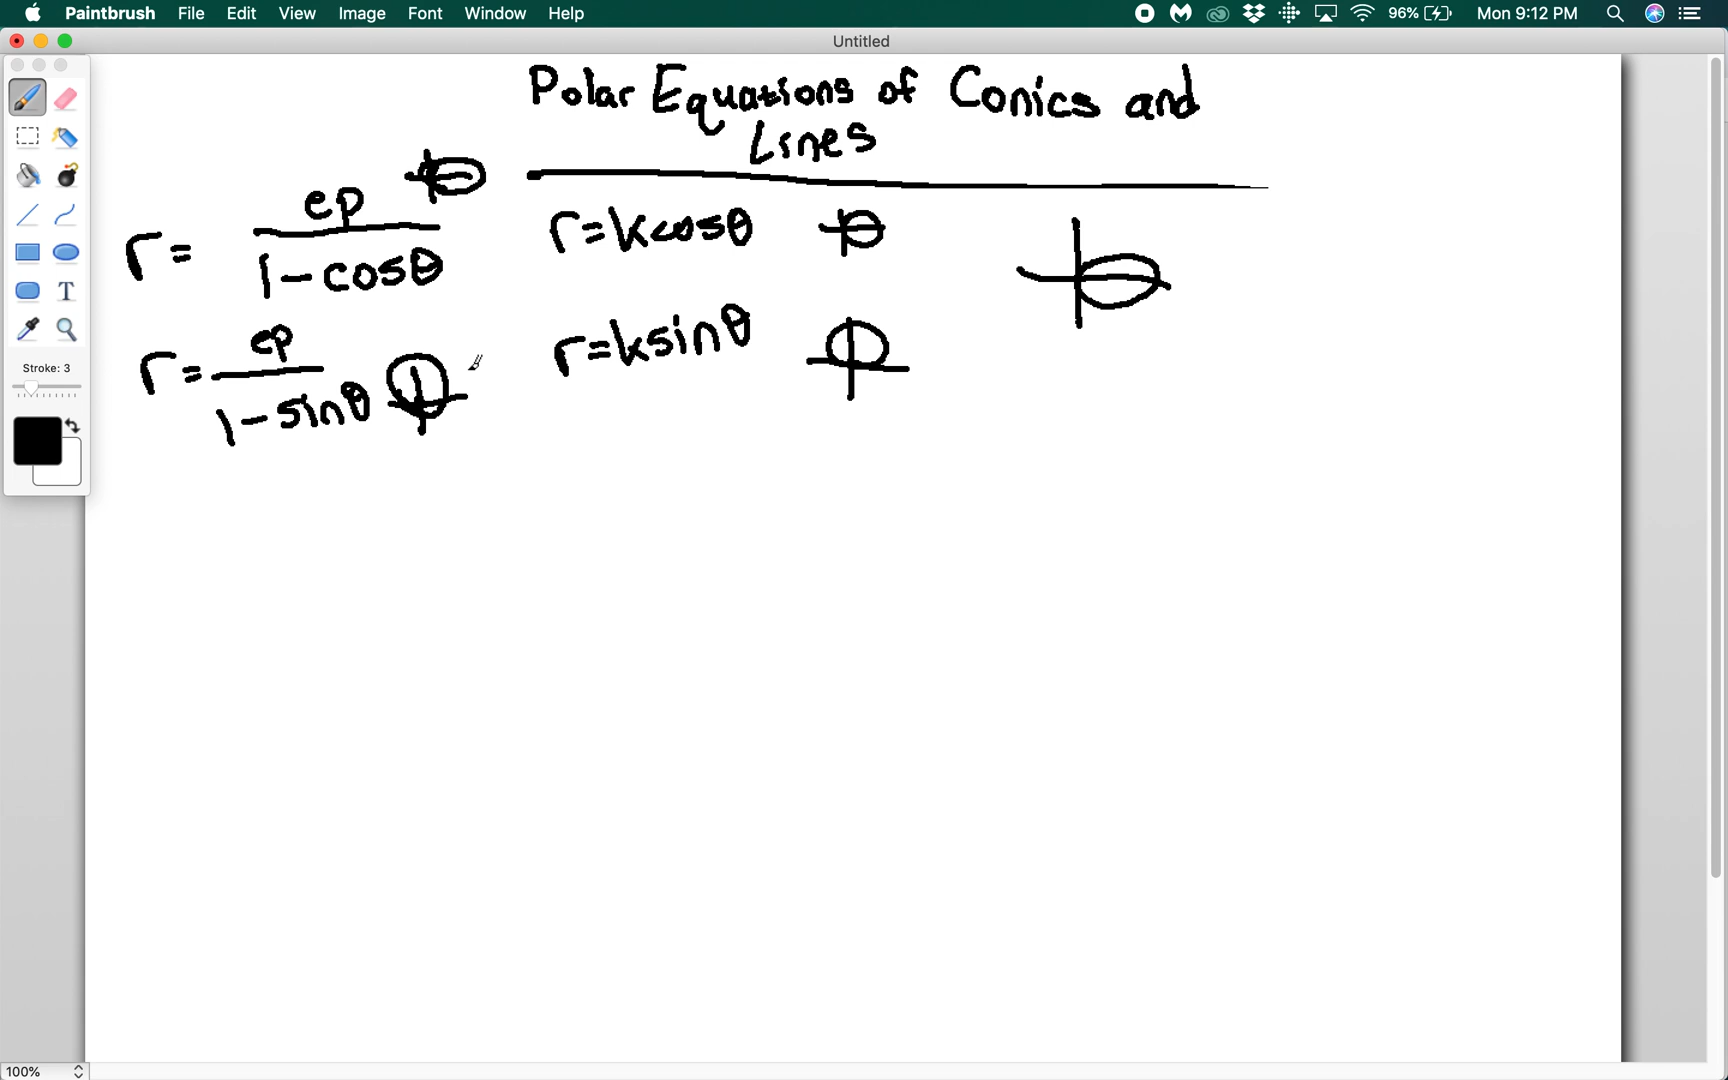 Paintbrush File Edit View Image Font Window Help 96% Mon 9:12 PM
Untitled
Polar Equations of Conics and
Lines
r = ep / 1 - cosθ
r = kcosθ
r = ep / 1 - sinθ
r = ksinθ
T
Stroke: 3
100%